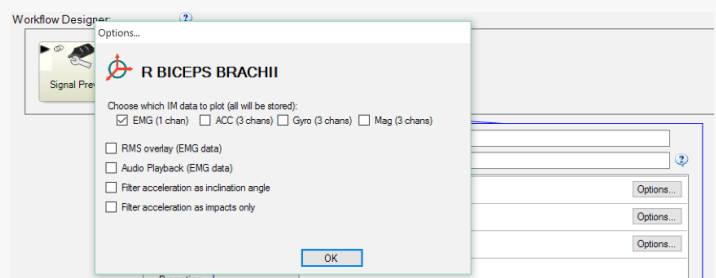 Workflow Designer:
Options...
R BICEPS BRACHII
Signal Prev
Choose which IM data to plot (all will be stored):
EMG (1 chan) ACC (3 chans) Gyro (3 chans) Mag (3 chans)
RMS overlay (EMG data)
Audio Playback (EMG data)
Filter acceleration as inclination angle
Options...
Filter acceleration as impacts only
Options...
Options...
OK